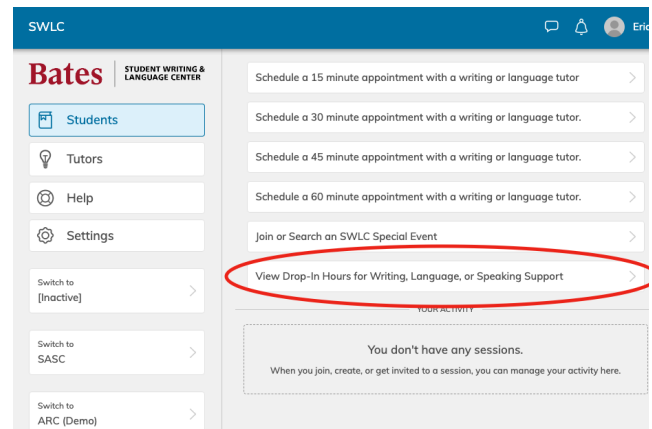 SWLC
Eric
Bates
STUDENT WRITING &
LANGUAGE CENTER
Students
Tutors
Help
Settings
Switch to
[Inactive]
Switch to
SASC
Switch to
ARC (Demo)
Schedule a 15 minute appointment with a writing or language tutor
Schedule a 30 minute appointment with a writing or language tutor.
Schedule a 45 minute appointment with a writing or language tutor.
Schedule a 60 minute appointment with a writing or language tutor.
Join or Search an SWLC Special Event
View Drop-In Hours for Writing, Language, or Speaking Support
YOUR ACTIVITY
You don't have any sessions.
When you join, create, or get invited to a session, you can manage your activity here.